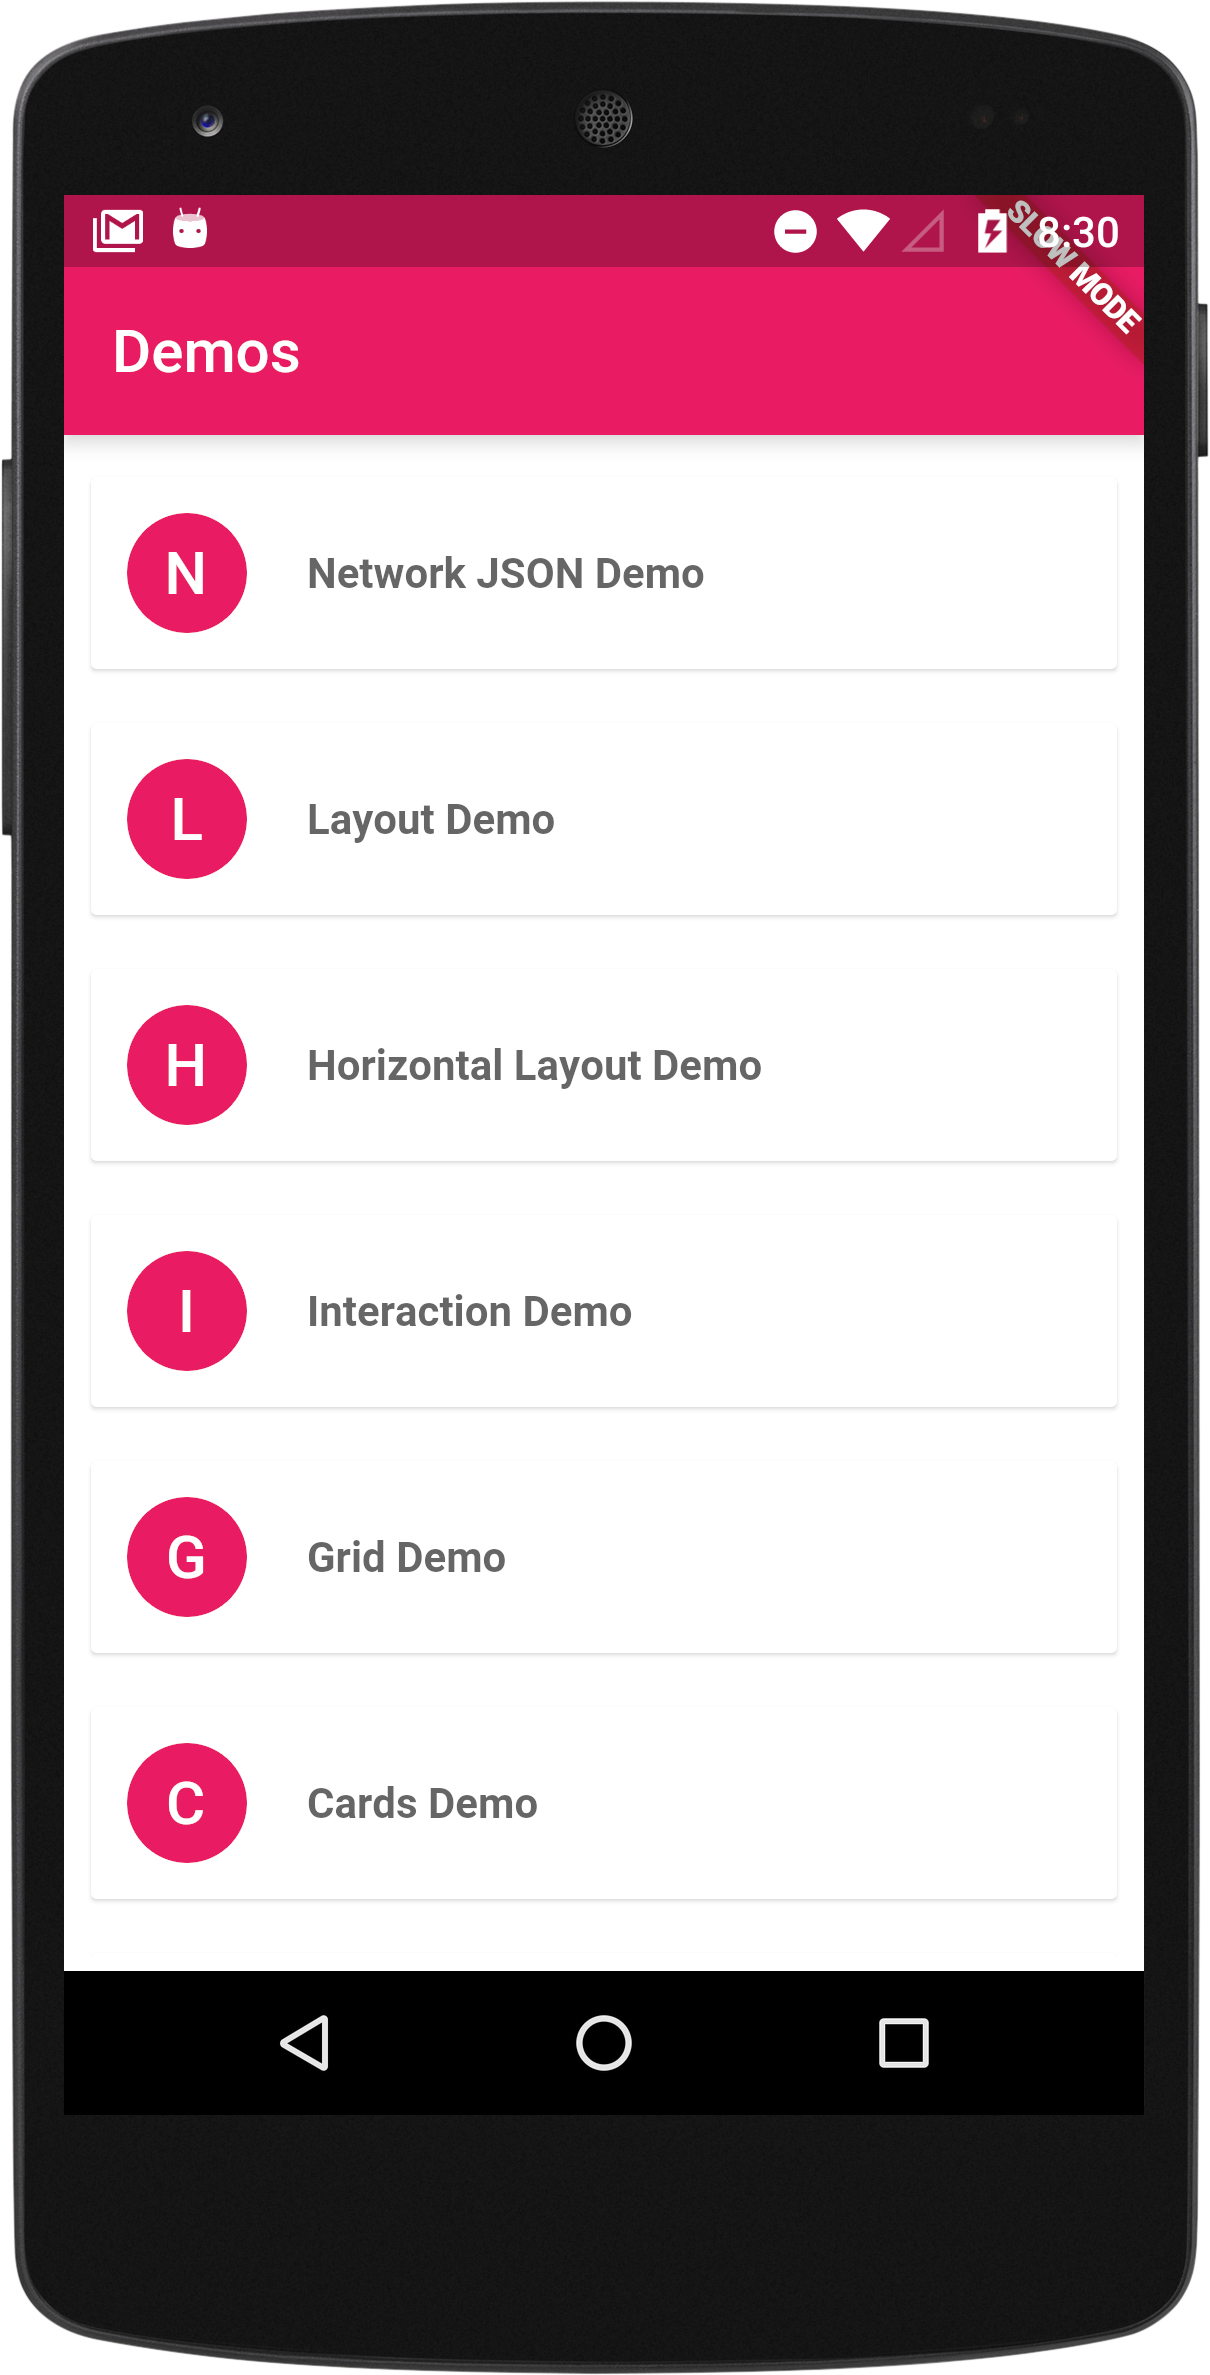 8:30
SLOW MODE
Demos
N
Network JSON Demo
L
Layout Demo
H
Horizontal Layout Demo
I
Interaction Demo
G
Grid Demo
C
Cards Demo